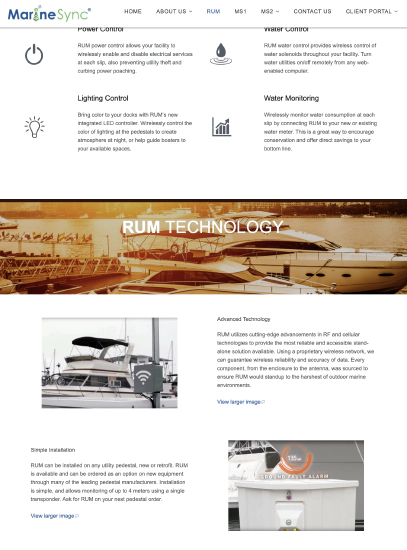 MarineSync®
HOME ABOUT US RUM MS1 MS2 CONTACT US CLIENT PORTAL
Power Control
RUM power control allows your facility to
wirelessly enable and disable electrical services
at each slip, also preventing utility theft and
curbing power poaching.
Water Control
RUM water control provides wireless control of
water solenoids throughout your facility. Turn
water utilities on/off remotely from any web-
enabled computer.
Lighting Control
Bring color to your docks with RUM's new
integrated LED controller. Wirelessly control the
color of lighting at the pedestals to create
atmosphere at night, or help guide boaters to
your available spaces.
Water Monitoring
Wirelessly monitor water consumption at each
slip by connecting RUM to your new or existing
water meter. This is a great way to encourage
conservation and offer direct savings to your
bottom line.
RUM TECHNOLOGY
Advanced Technology
RUM utilizes cutting-edge advancements in RF and cellular
technologies to provide the most reliable and accessible stand-
alone solution available. Using a proprietary wireless network, we
can guarantee wireless reliability and accuracy of data. Every
component, from the enclosure to the antenna, was sourced to
ensure RUM would standup to the harshest of outdoor marine
environments.
View larger image
Simple Installation
RUM can be installed on any utility pedestal, new or retrofit. RUM
is available and can be ordered as an option on new equipment
through many of the leading pedestal manufacturers. Installation
is simple, and allows monitoring of up to 4 meters using a single
transponder. Ask for RUM on your next pedestal order.
View larger image
GROUND FAULT ALARM